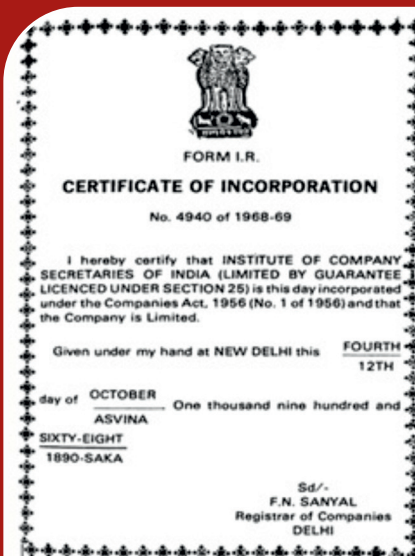 FORM I.R.
CERTIFICATE OF INCORPORATION
No. 4940 of 1968-69
I hereby certify that INSTITUTE OF COMPANY
SECRETARIES OF INDIA (LIMITED BY GUARANTEE
LICENCED UNDER SECTION 25) is this day incorporated
under the Companies Act, 1956 (No. 1 of 1956) and that
the Company is Limited.
Given under my hand at NEW DELHI this FOURTH
12TH
day of OCTOBER One thousand nine hundred and
ASVINA
SIXTY-EIGHT
1890-SAKA
Sd/-
F.N. SANYAL
Registrar of Companies
DELHI